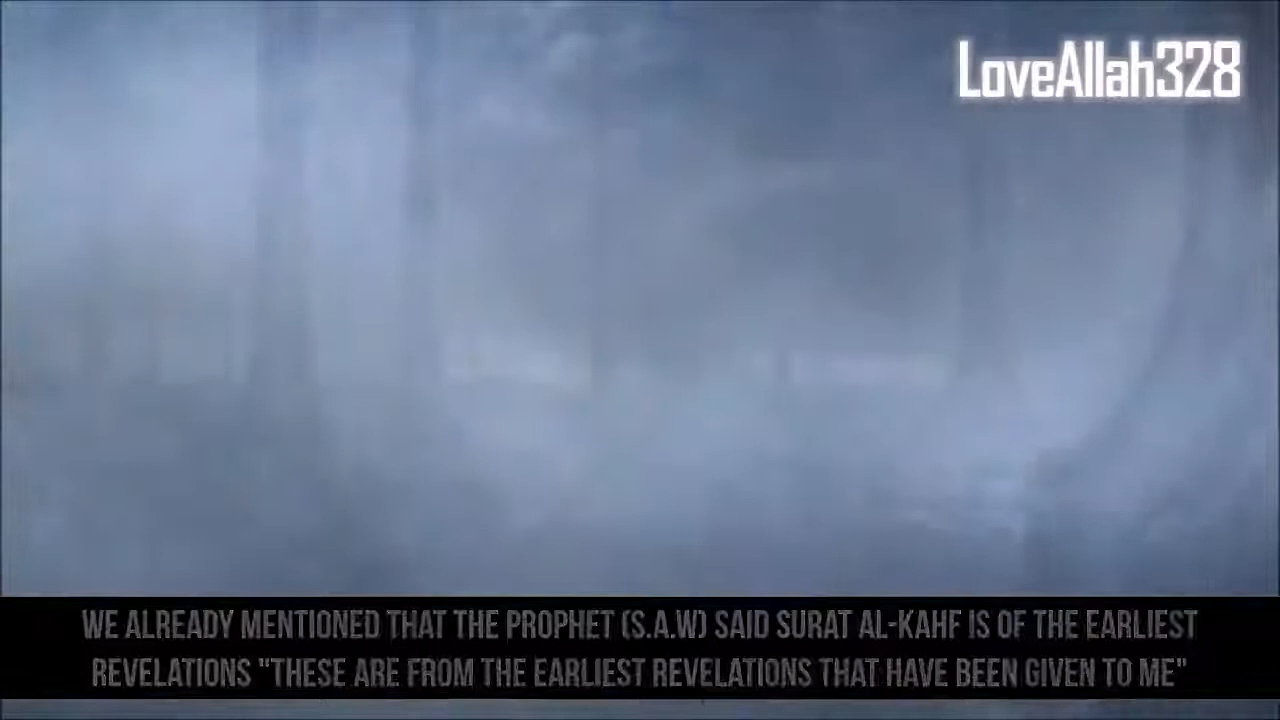 LoveAllah328
WE ALREADY MENTIONED THAT THE PROPHET (S.A.W) SAID SURAT AL-KAHF IS OF THE EARLIEST
REVELATIONS "THESE ARE FROM THE EARLIEST REVELATIONS THAT HAVE BEEN GIVEN TO ME"